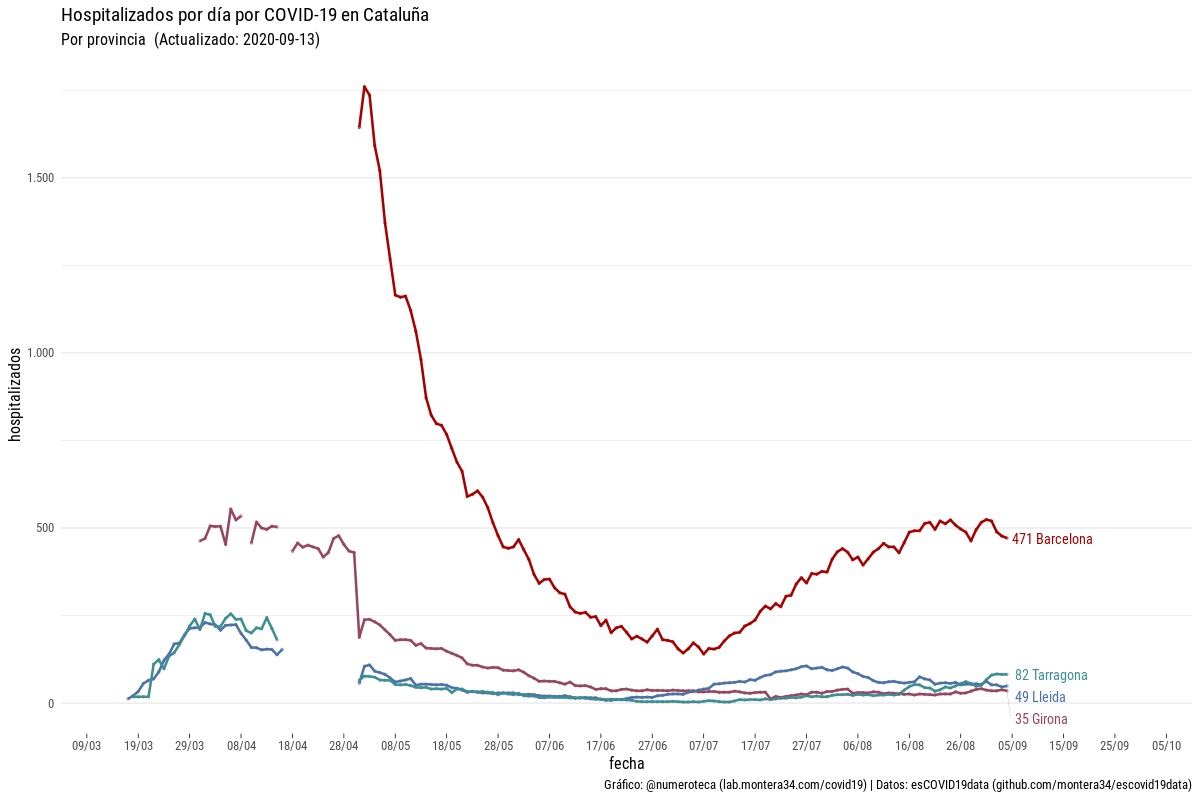 Hospitalizados por día por COVID-19 en Cataluña
Por provincia (Actualizado: 2020-09-13)
hospitalizados
1.500
1.000
500
0
471 Barcelona
82 Tarragona
49 Lleida
35 Girona
09/03 19/03 29/03 08/04 18/04 28/04 08/05 18/05 28/05 07/06 17/06 27/06 07/07 17/07 27/07 06/08 16/08 26/08 05/09 15/09 25/09 05/10
fecha
Gráfico: @numeroteca (lab.montera34.com/covid19) | Datos: esCOVID19data (github.com/montera34/escovid19data)